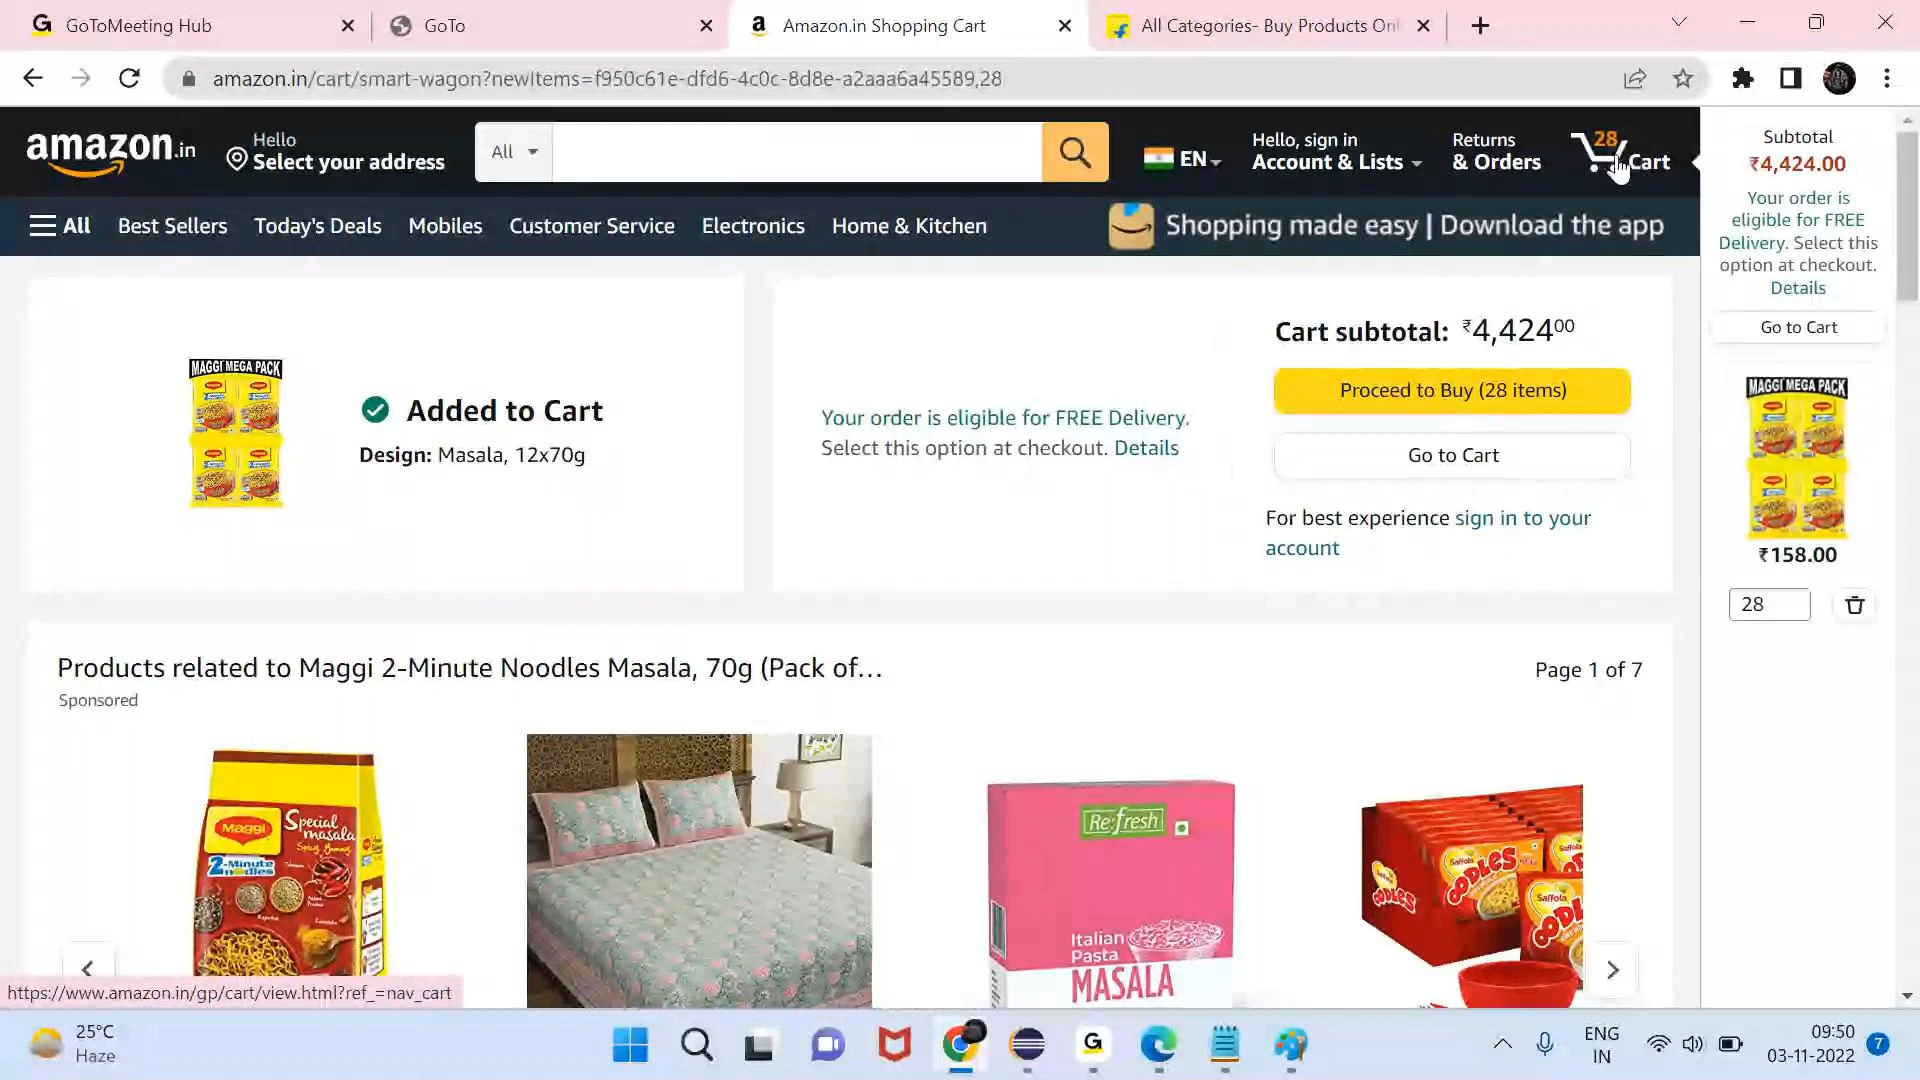 GoToMeeting Hub
GoTo
Amazon.in Shopping Cart
All Categories- Buy Products Onl
amazon.in/cart/smart-wagon?newItems=f950c61e-dfd6-4c0c-8d8e-a2aaa6a45589,28
amazon.in
Hello
Select your address
All
EN
Hello, sign in
Account & Lists
Returns
& Orders
28
Cart
All
Best Sellers
Today's Deals
Mobiles
Customer Service
Electronics
Home & Kitchen
Shopping made easy | Download the app
Subtotal
₹4,424.00
Your order is
eligible for FREE
Delivery. Select this
option at checkout.
Details
Go to Cart
MAGGI MEGA PACK
₹158.00
28
MAGGI MEGA PACK
Added to Cart
Design: Masala, 12x70g
Your order is eligible for FREE Delivery.
Select this option at checkout. Details
Cart subtotal: ₹4,42400
Proceed to Buy (28 items)
Go to Cart
For best experience sign in to your
account
Products related to Maggi 2-Minute Noodles Masala, 70g (Pack of…
Page 1 of 7
Sponsored
Maggi
Special
masala
Spicy Yummy
2-Minute
noodles
Re:fresh
Italian
Pasta
MASALA
Saffola
OODLES
Saffola
OODLES
Saffola
https://www.amazon.in/gp/cart/view.html?ref_=nav_cart
25°C
Haze
ENG
IN
09:50
03-11-2022
7